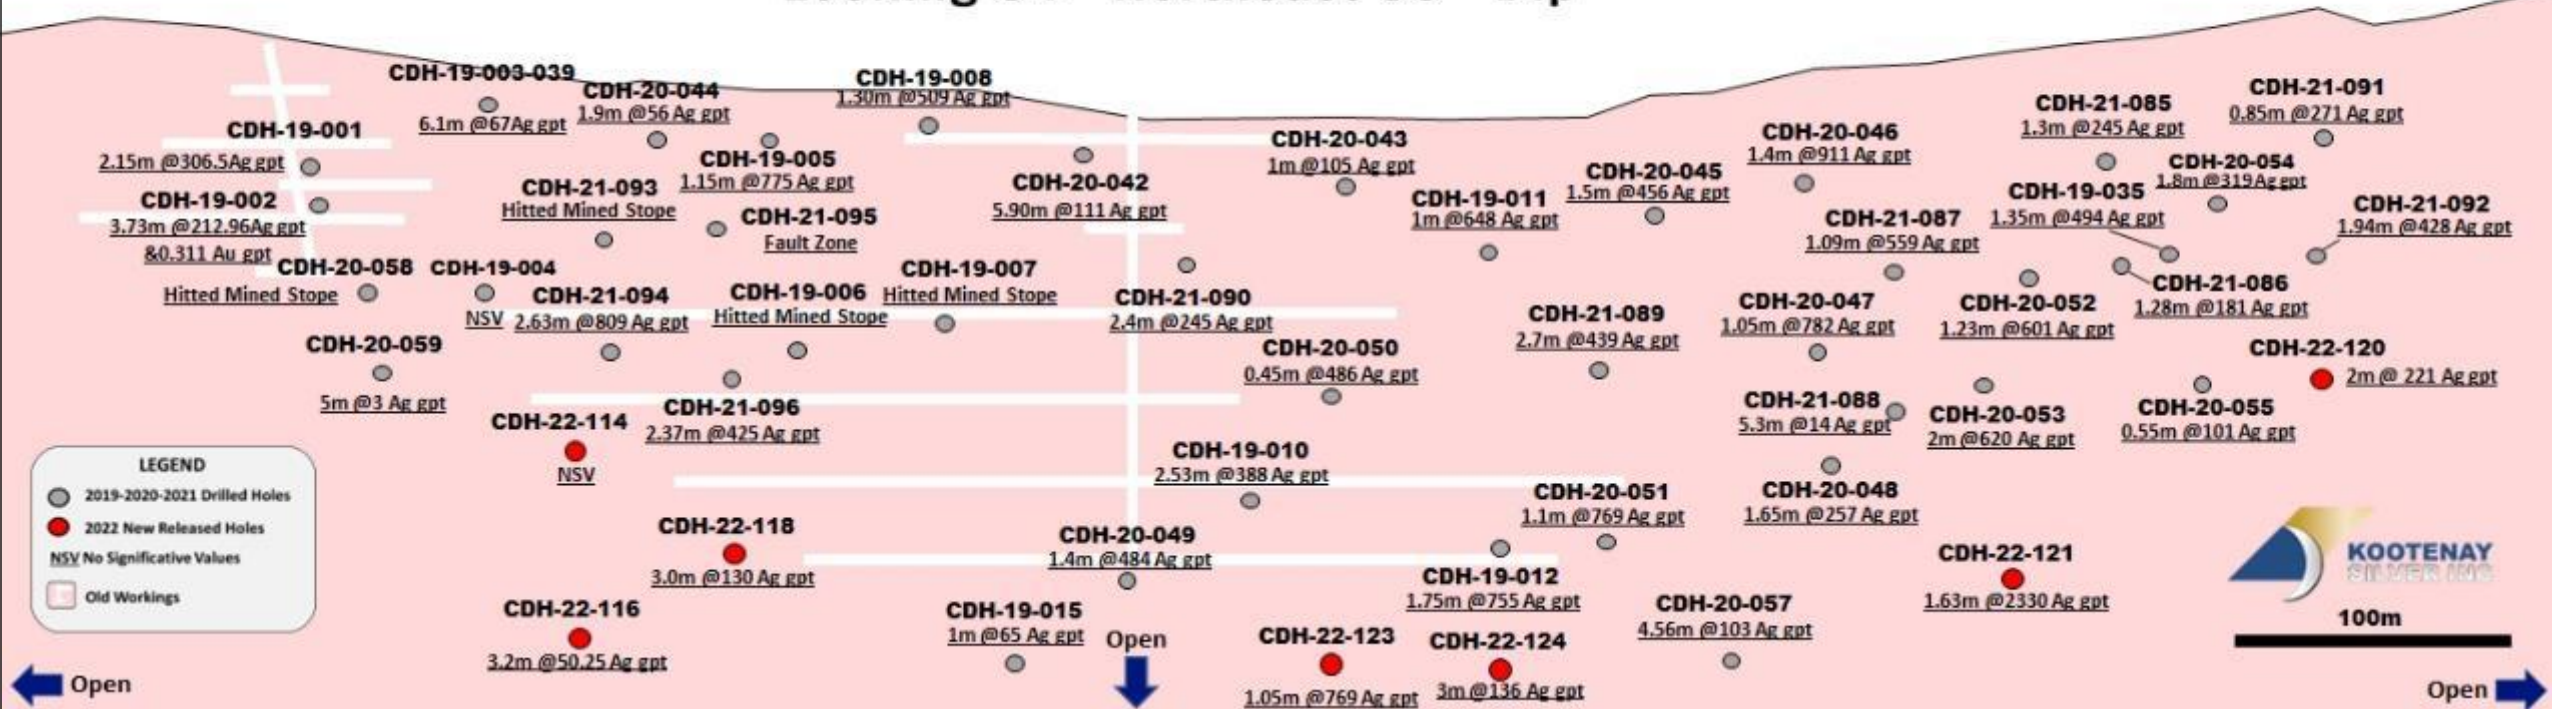 CDH-19-003-039
6.1m @67Ag gpt
CDH-20-044
1.9m @56 Ag gpt
CDH-19-008
1.30m @509 Ag gpt
CDH-19-001
2.15m @306.5Ag gpt
CDH-19-002
3.73m @212.96Ag gpt
&0.311 Au gpt
CDH-21-093
Hitted Mined Stope
CDH-19-005
1.15m @775 Ag gpt
CDH-21-095
Fault Zone
CDH-20-042
5.90m @111 Ag gpt
CDH-20-043
1m @105 Ag gpt
CDH-19-011
1m @648 Ag gpt
CDH-20-045
1.5m @456 Ag gpt
CDH-20-046
1.4m @911 Ag gpt
CDH-21-085
1.3m @245 Ag gpt
CDH-21-091
0.85m @271 Ag gpt
CDH-20-054
1.8m @319Ag gpt
CDH-19-035
1.35m @494 Ag gpt
CDH-21-092
1.94m @428 Ag gpt
CDH-21-087
1.09m @559 Ag gpt
CDH-20-058
Hitted Mined Stope
CDH-19-004
NSV
CDH-21-094
2.63m @809 Ag gpt
CDH-19-006
Hitted Mined Stope
CDH-19-007
Hitted Mined Stope
CDH-21-090
2.4m @245 Ag gpt
CDH-21-089
2.7m @439 Ag gpt
CDH-20-047
1.05m @782 Ag gpt
CDH-20-052
1.23m @601 Ag gpt
CDH-21-086
1.28m @181 Ag gpt
CDH-20-059
5m @3 Ag gpt
CDH-20-050
0.45m @486 Ag gpt
CDH-22-120
2m @ 221 Ag gpt
CDH-22-114
NSV
CDH-21-096
2.37m @425 Ag gpt
CDH-21-088
5.3m @14 Ag gpt
CDH-20-053
2m @620 Ag gpt
CDH-20-055
0.55m @101 Ag gpt
CDH-19-010
2.53m @388 Ag gpt
CDH-20-051
1.1m @769 Ag gpt
CDH-20-048
1.65m @257 Ag gpt
LEGEND
2019-2020-2021 Drilled Holes
2022 New Released Holes
NSV No Significative Values
Old Workings
CDH-22-118
3.0m @130 Ag gpt
CDH-20-049
1.4m @484 Ag gpt
CDH-19-012
1.75m @755 Ag gpt
CDH-22-121
1.63m @2330 Ag gpt
KOOTENAY
SILVER INC
100m
CDH-22-116
3.2m @50.25 Ag gpt
CDH-19-015
1m @65 Ag gpt
Open
CDH-22-123
1.05m @769 Ag gpt
CDH-22-124
3m @136 Ag gpt
CDH-20-057
4.56m @103 Ag gpt
Open
Open